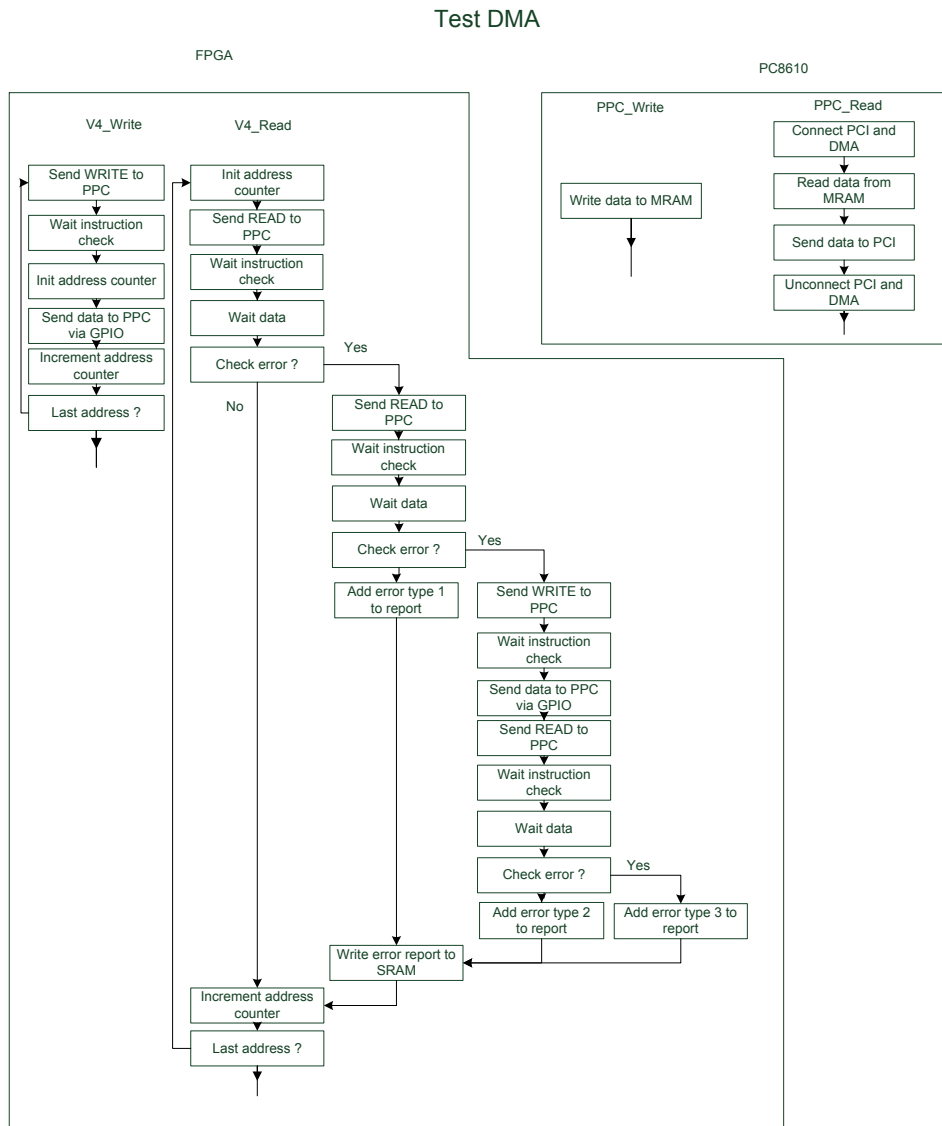 Test DMA
FPGA
PC8610
V4_Write
V4_Read
PPC_Write
PPC_Read
Send WRITE to
PPC
Wait instruction
check
Init address counter
Send data to PPC
via GPIO
Increment address
counter
Last address ?
Init address
counter
Send READ to
PPC
Wait instruction
check
Wait data
Check error ?
Yes
No
Send READ to
PPC
Wait instruction
check
Wait data
Check error ?
Yes
Add error type 1
to report
Send WRITE to
PPC
Wait instruction
check
Send data to PPC
via GPIO
Send READ to
PPC
Wait instruction
check
Wait data
Check error ?
Yes
Add error type 2
to report
Add error type 3 to
report
Write error report to
SRAM
Increment address
counter
Last address ?
Write data to MRAM
Connect PCI and
DMA
Read data from
MRAM
Send data to PCI
Unconnect PCI and
DMA